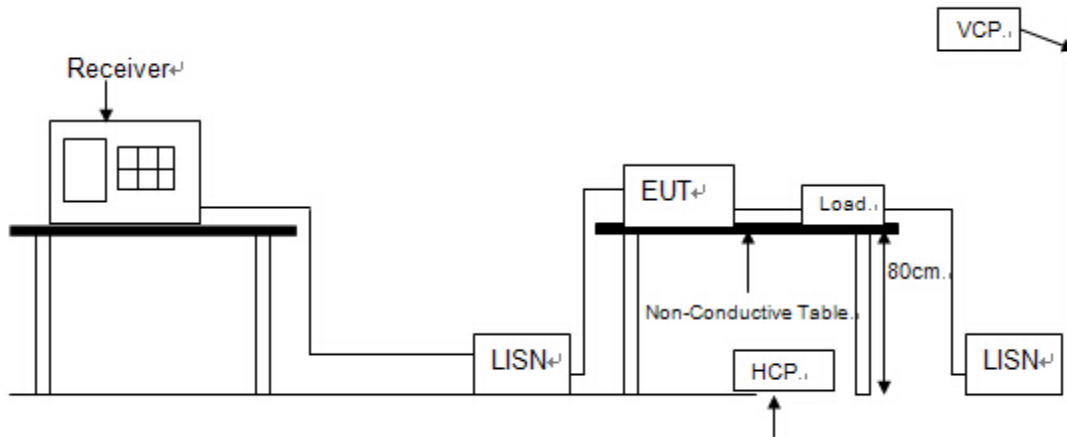 VCP.
Receiver↵
EUT↵
Load.
80cm.
Non-Conductive Table.
LISN↵
HCP.
LISN↵